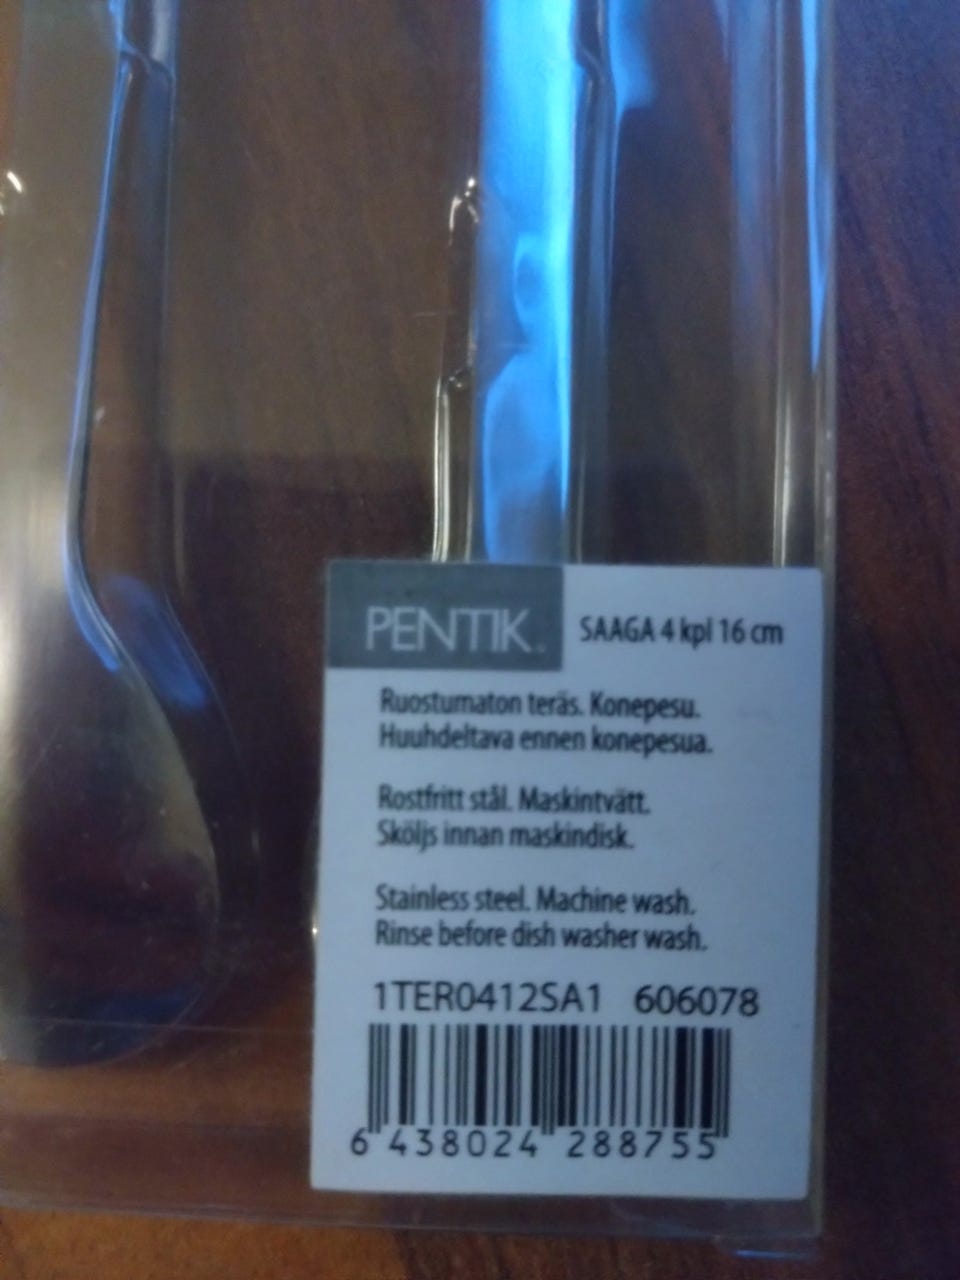 PENTIK. SAAGA 4 kpl 16 cm
Ruostumaton teräs. Konepesu.
Huuhdeltava ennen konepesua.
Rostfritt stål. Maskintvätt.
Sköljs innan maskindisk.
Stainless steel. Machine wash.
Rinse before dish washer wash.
1TER0412SA1 606078
6 438024 288755